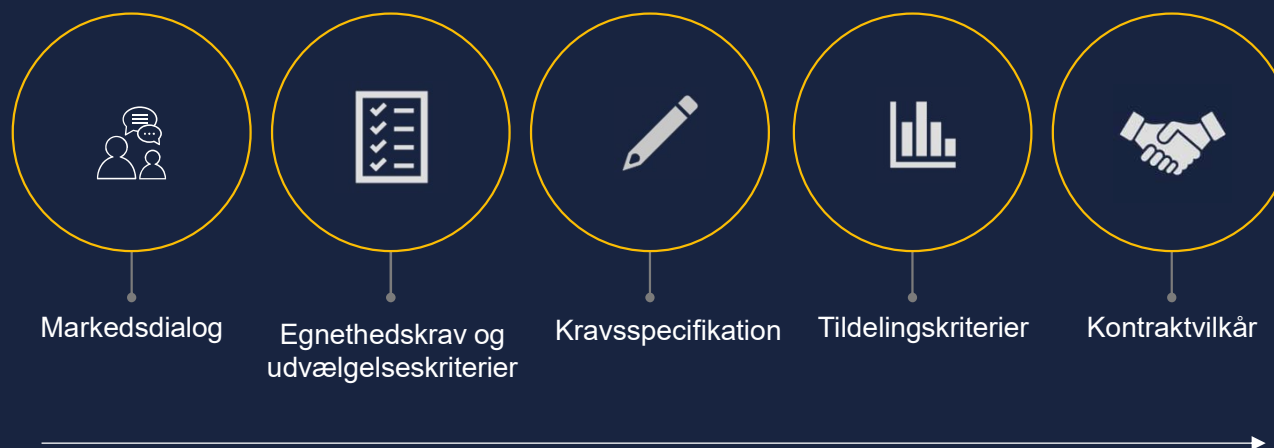 Markedsdialog
Egnethedskrav og
udvælgelseskriterier
Kravsspecifikation
Tildelingskriterier
Kontraktvilkår